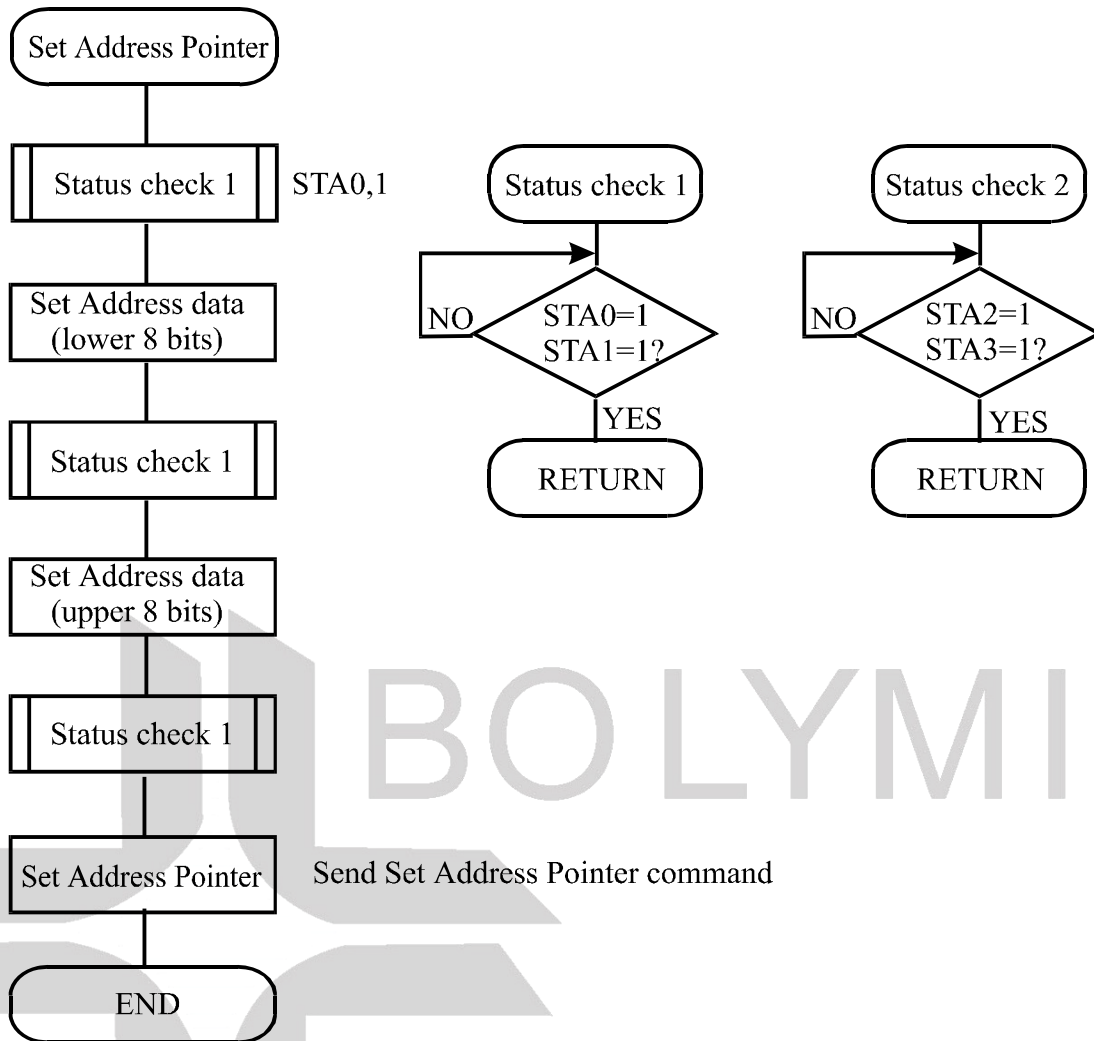 Set Address Pointer
Status check 1
STA0,1
Set Address data
(lower 8 bits)
Status check 1
Set Address data
(upper 8 bits)
Status check 1
Set Address Pointer
Send Set Address Pointer command
END
Status check 1
NO
STA0=1
STA1=1?
YES
RETURN
Status check 2
NO
STA2=1
STA3=1?
YES
RETURN
BOLYMI